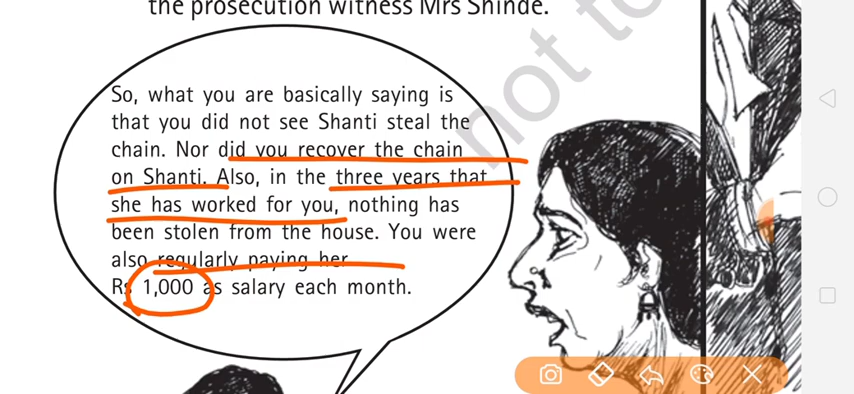 the prosecution witness Mrs Shinde.
So, what you are basically saying is
that you did not see Shanti steal the
chain. Nor did you recover the chain
on Shanti. Also, in the three years that
she has worked for you, nothing has
been stolen from the house. You were
also regularly paying her
Rs 1,000 as salary each month.
not to